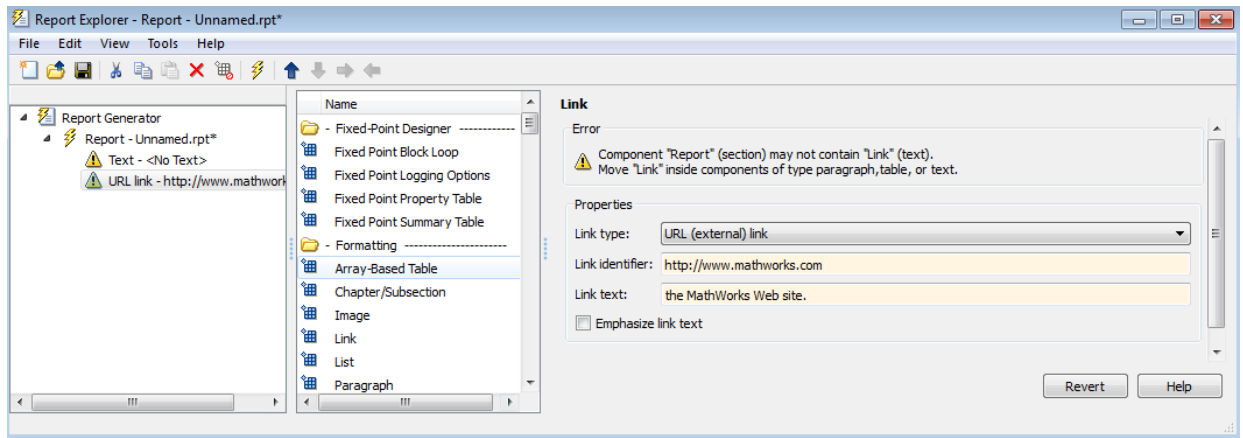 Report Explorer - Report - Unnamed.rpt*
File Edit View Tools Help
Report Generator
Report - Unnamed.rpt*
Text - <No Text>
URL link - http://www.mathwork
Name
- Fixed-Point Designer ------------
Fixed Point Block Loop
Fixed Point Logging Options
Fixed Point Property Table
Fixed Point Summary Table
- Formatting ----------------------
Array-Based Table
Chapter/Subsection
Image
Link
List
Paragraph
Link
Error
Component "Report" (section) may not contain "Link" (text).
Move "Link" inside components of type paragraph,table, or text.
Properties
Link type: URL (external) link
Link identifier: http://www.mathworks.com
Link text: the MathWorks Web site.
Emphasize link text
Revert Help